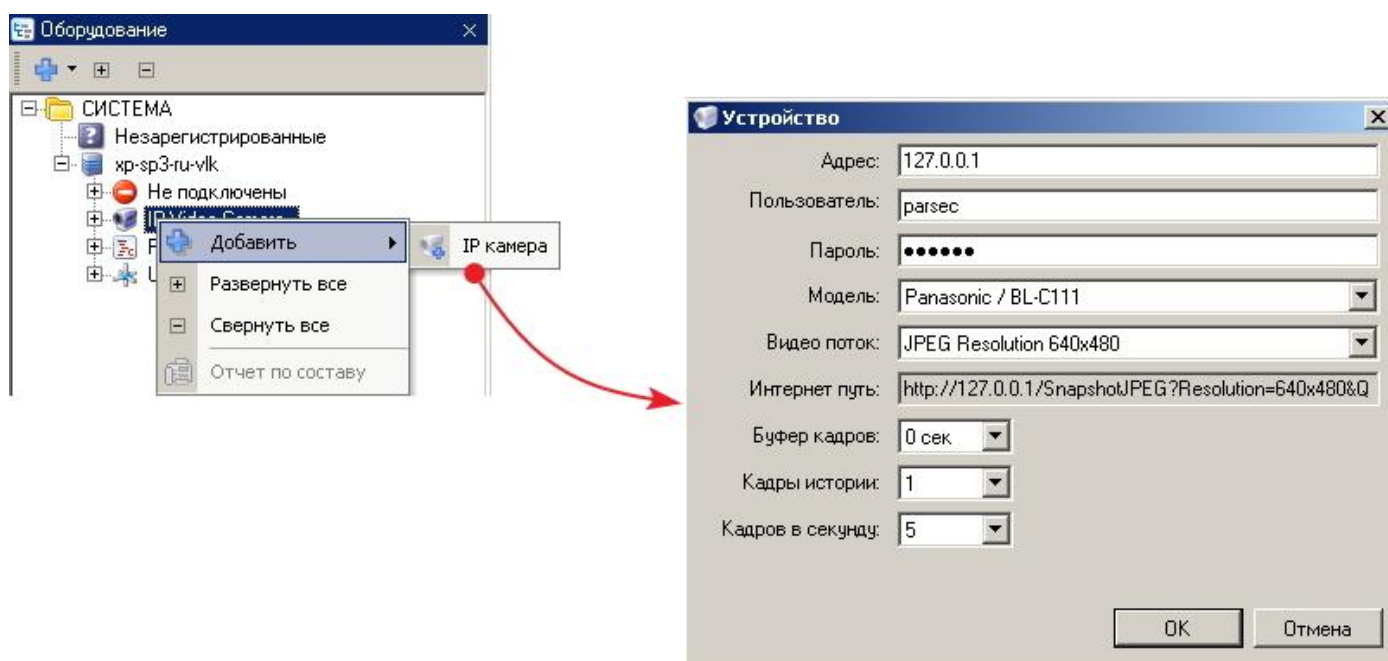 Оборудование
СИСТЕМА
Незарегистрированные
xp-sp3-ru-vlk
Не подключены
IP Video Camera
Добавить
IP камера
Развернуть все
Свернуть все
Отчет по составу
Устройство
Адрес: 127.0.0.1
Пользователь: parsec
Пароль: ●●●●●●
Модель: Panasonic / BL-C111
Видео поток: JPEG Resolution 640x480
Интернет путь: http://127.0.0.1/SnapshotJPEG?Resolution=640x480&Q
Буфер кадров: 0 сек
Кадры истории: 1
Кадров в секунду: 5
OK Отмена